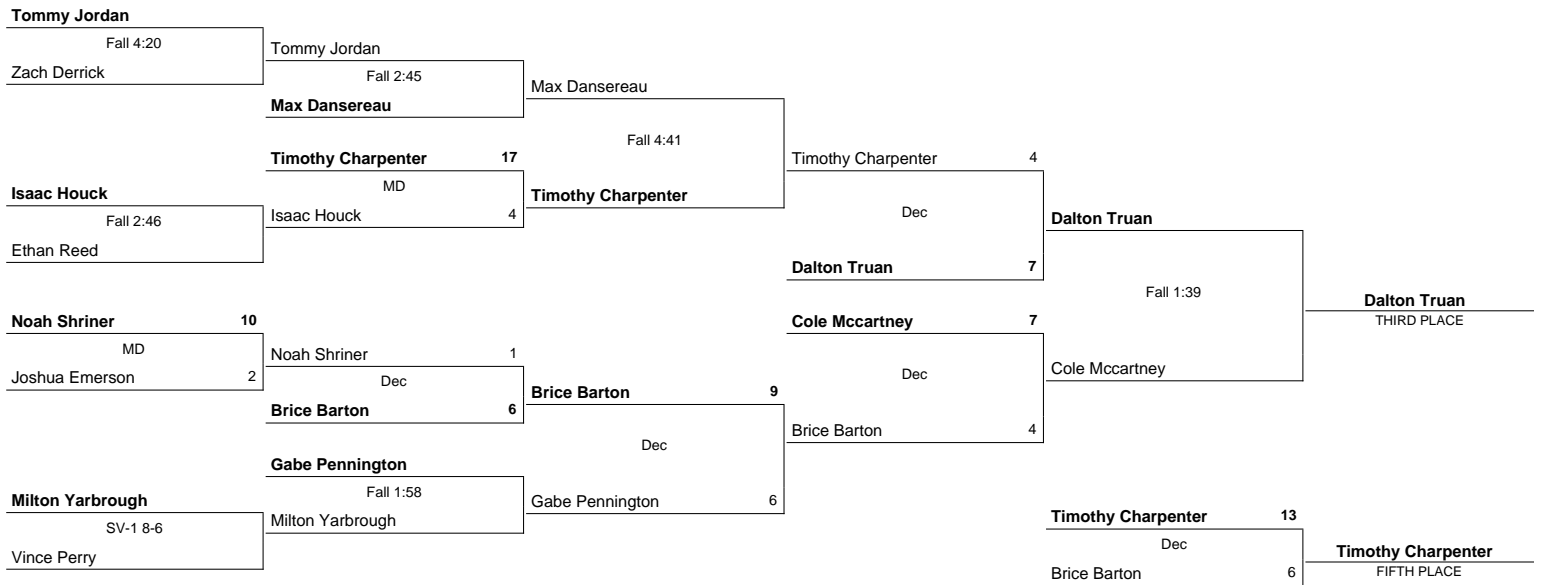 Tommy Jordan
Fall 4:20
Zach Derrick
Tommy Jordan
Fall 2:45
Max Dansereau
Max Dansereau
Fall 4:41
Timothy Charpenter
Timothy Charpenter 17
MD
Isaac Houck 4
Isaac Houck
Fall 2:46
Ethan Reed
Timothy Charpenter 4
Dec
Dalton Truan 7
Dalton Truan
Fall 1:39
Cole Mccartney
Dalton Truan
THIRD PLACE
Noah Shriner 10
MD
Joshua Emerson 2
Noah Shriner 1
Dec
Brice Barton 6
Brice Barton 9
Dec
Gabe Pennington 6
Cole Mccartney 7
Dec
Brice Barton 4
Gabe Pennington
Fall 1:58
Milton Yarbrough
Milton Yarbrough
SV-1 8-6
Vince Perry
Timothy Charpenter 13
Dec
Brice Barton 6
Timothy Charpenter
FIFTH PLACE